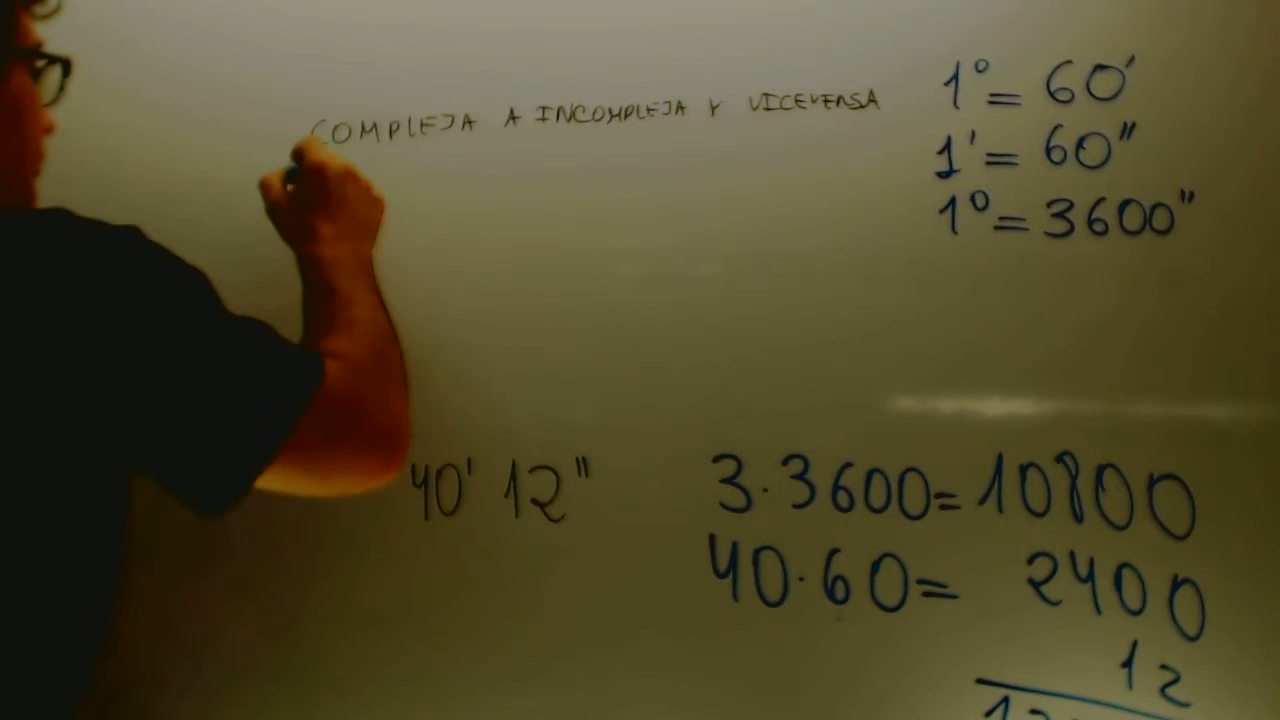 COMPLEJA A INCOMPLEJA Y VICEVERSA
1° = 60'
1' = 60"
1° = 3600"
40' 12"
3·3600=10800
40·60= 2400
12